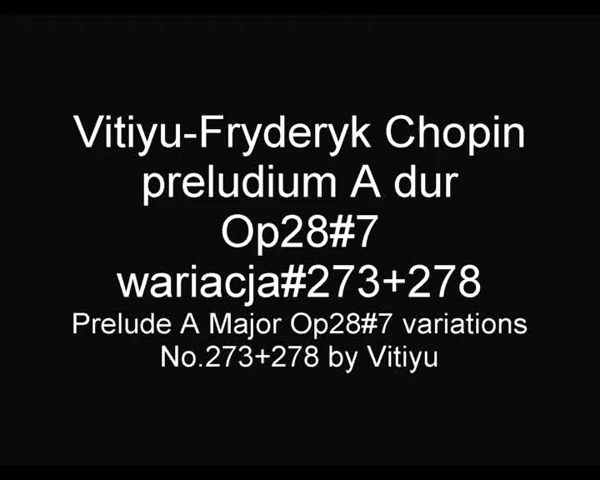 Vitiyu-Fryderyk Chopin
preludium A dur
Op28#7
wariacja#273+278
Prelude A Major Op28#7 variations
No.273+278 by Vitiyu